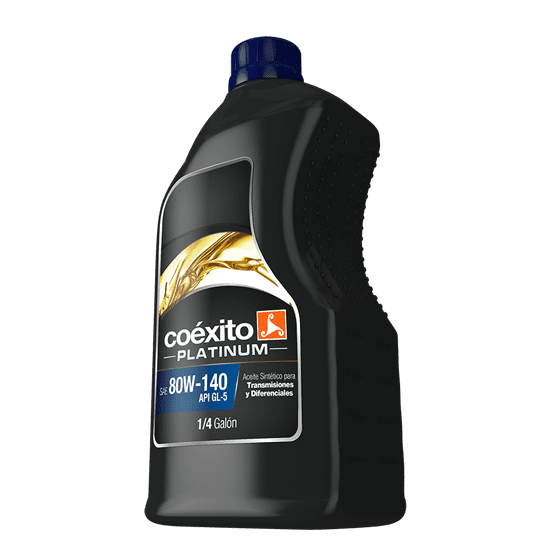 coéxito
PLATINUM
SAE 80W-140
API GL-5
Aceite Sintético para
Transmisiones
y Diferenciales
1/4 Galón